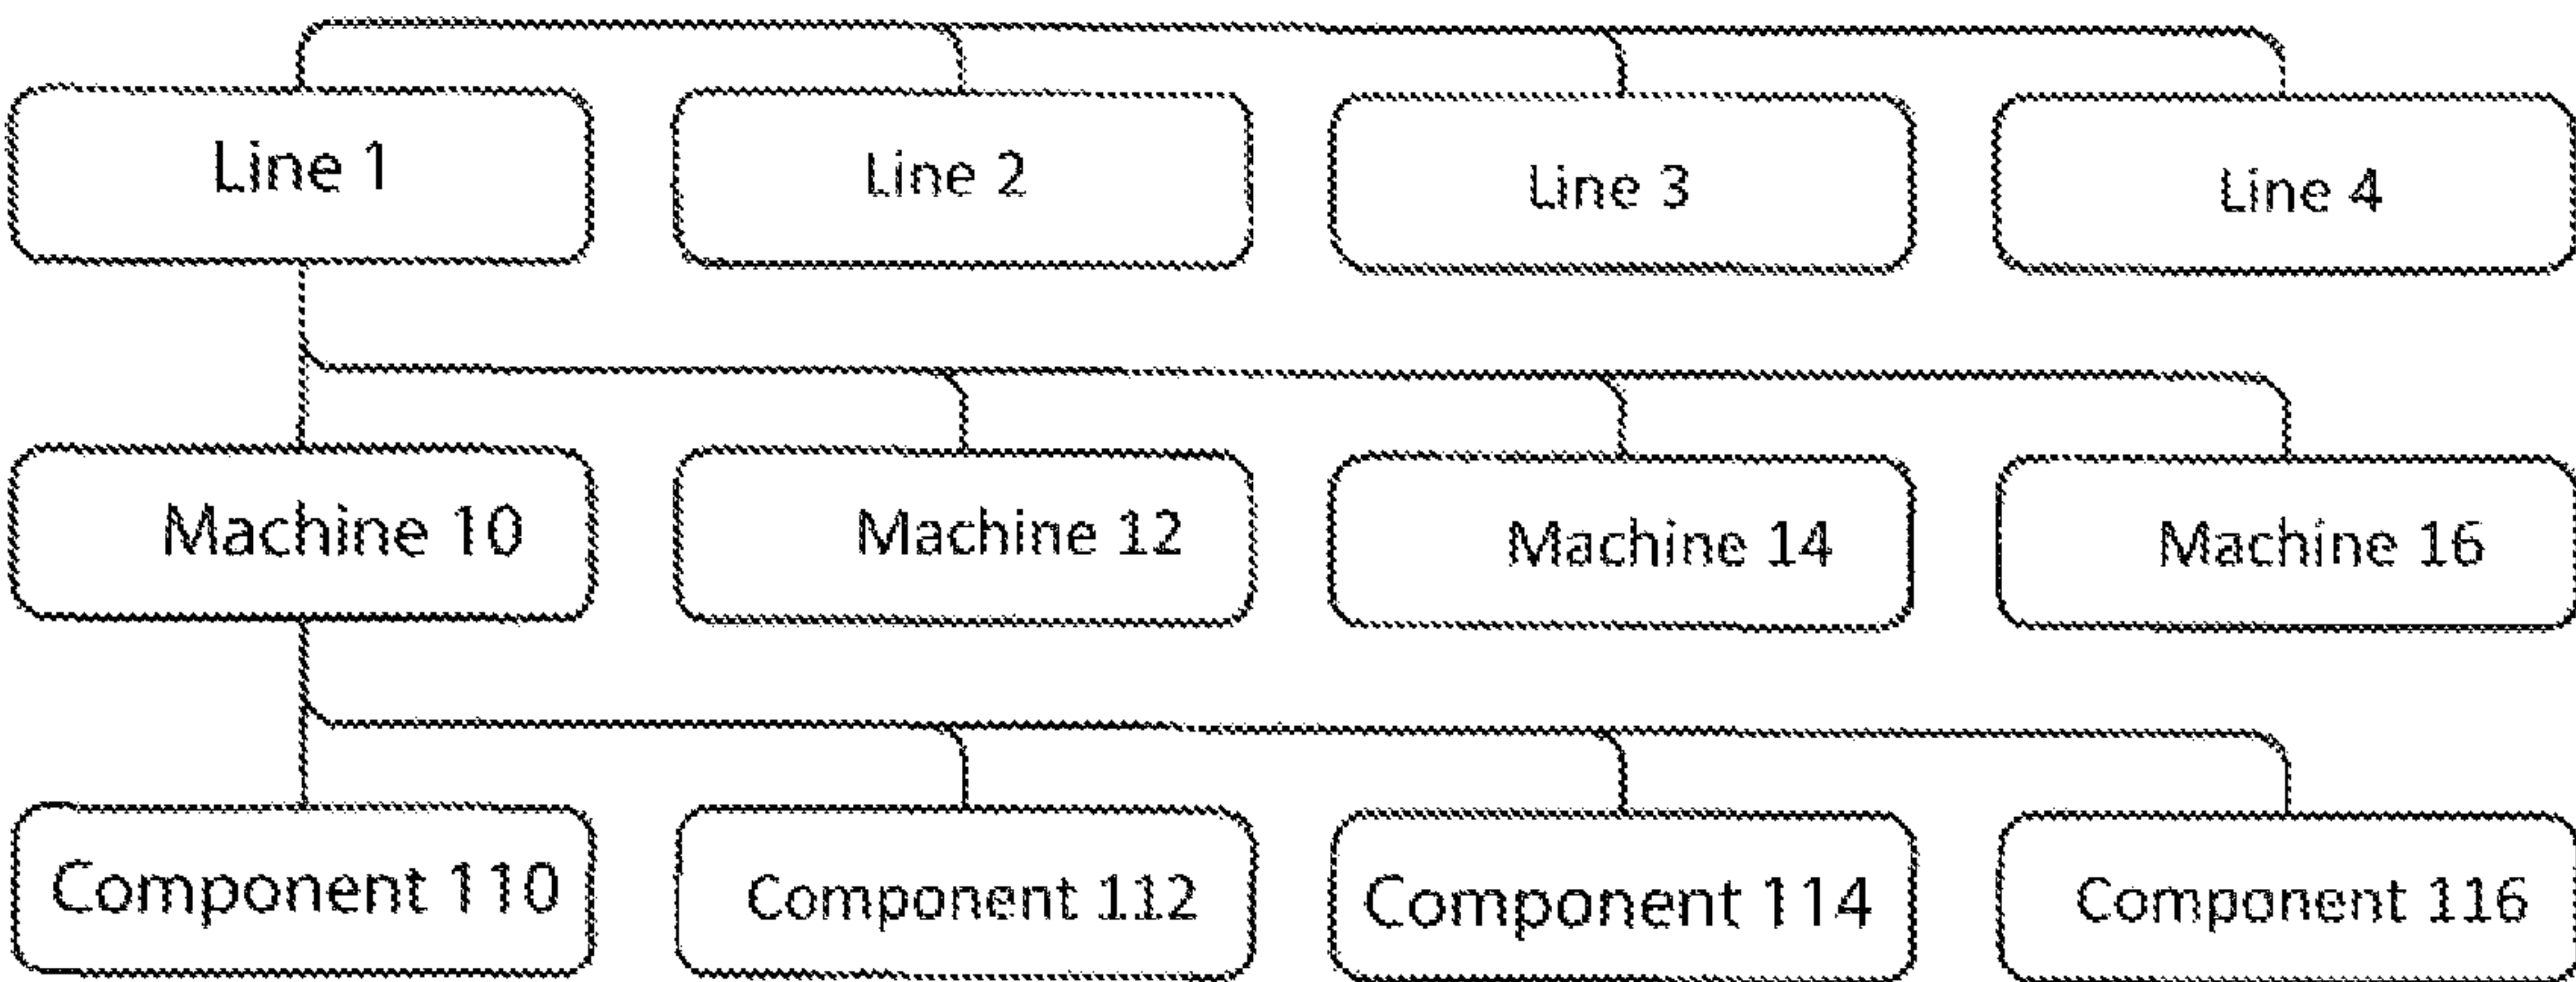 Line 1
Line 2
Line 3
Line 4
Machine 10
Machine 12
Machine 14
Machine 16
Component 110
Component 112
Component 114
Component 116